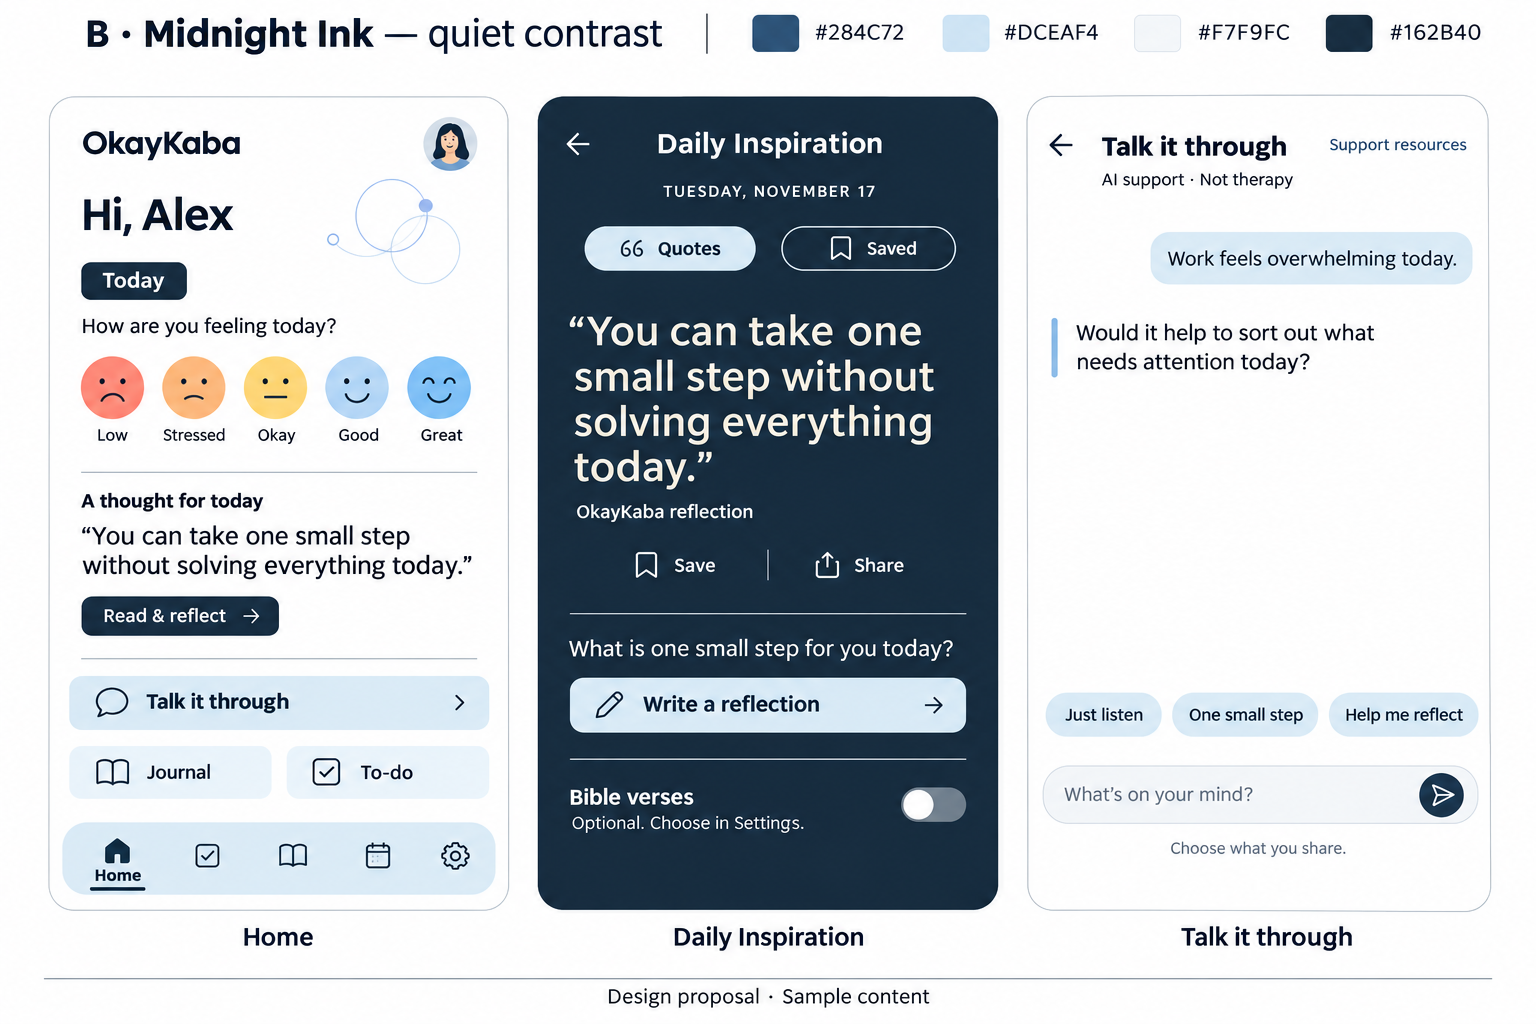 B · Midnight Ink — quiet contrast
#284C72
#DCEAF4
#F7F9FC
#162B40
OkayKaba
Hi, Alex
Today
How are you feeling today?
Low
Stressed
Okay
Good
Great
A thought for today
“You can take one small step
without solving everything today.”
Read & reflect →
Talk it through
Journal
To-do
Home
Home
Daily Inspiration
TUESDAY, NOVEMBER 17
66 Quotes
Saved
“You can take one
small step without
solving everything
today.”
OkayKaba reflection
Save
Share
What is one small step for you today?
Write a reflection →
Bible verses
Optional. Choose in Settings.
Daily Inspiration
Talk it through
Support resources
AI support · Not therapy
Work feels overwhelming today.
Would it help to sort out what
needs attention today?
Just listen
One small step
Help me reflect
What’s on your mind?
Choose what you share.
Talk it through
Design proposal · Sample content